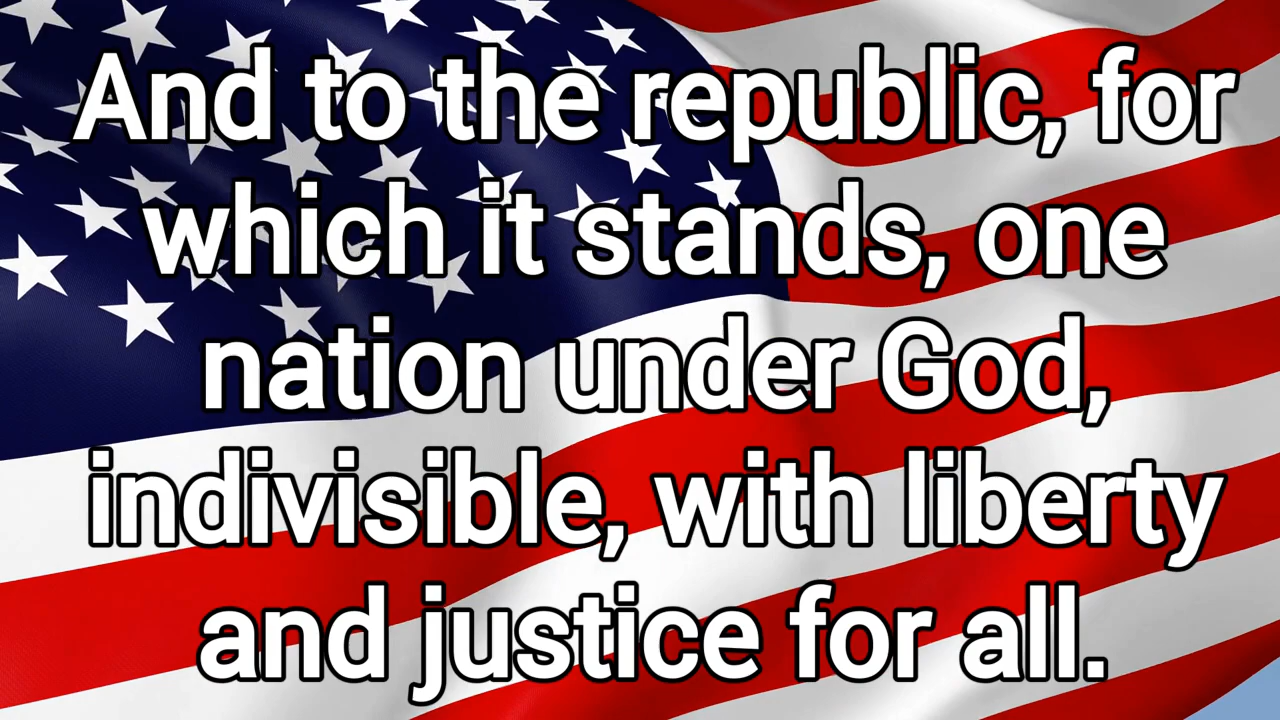 And to the republic, for
which it stands, one
nation under God,
indivisible, with liberty
and justice for all.